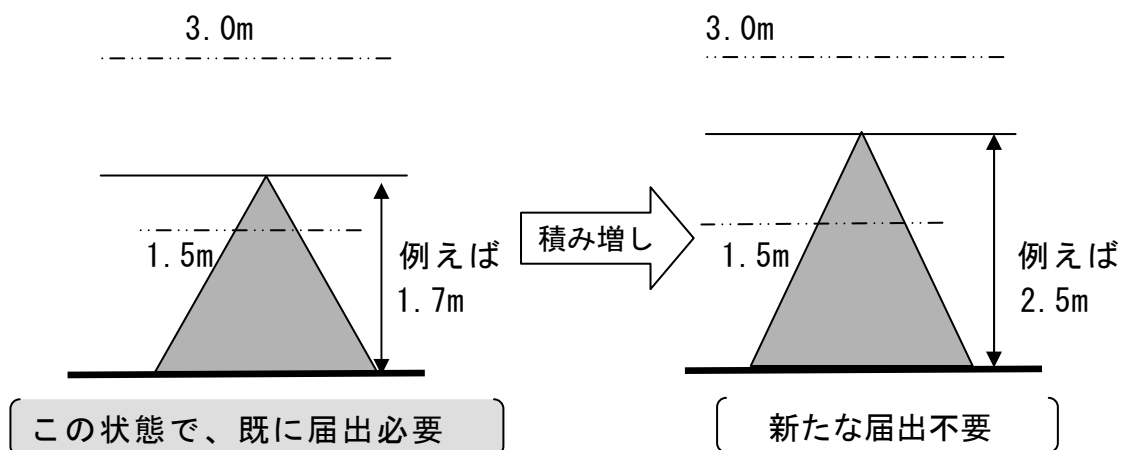 3.0m
1.5m
例えば
1.7m
この状態で、既に届出必要
積み増し
3.0m
1.5m
例えば
2.5m
新たな届出不要